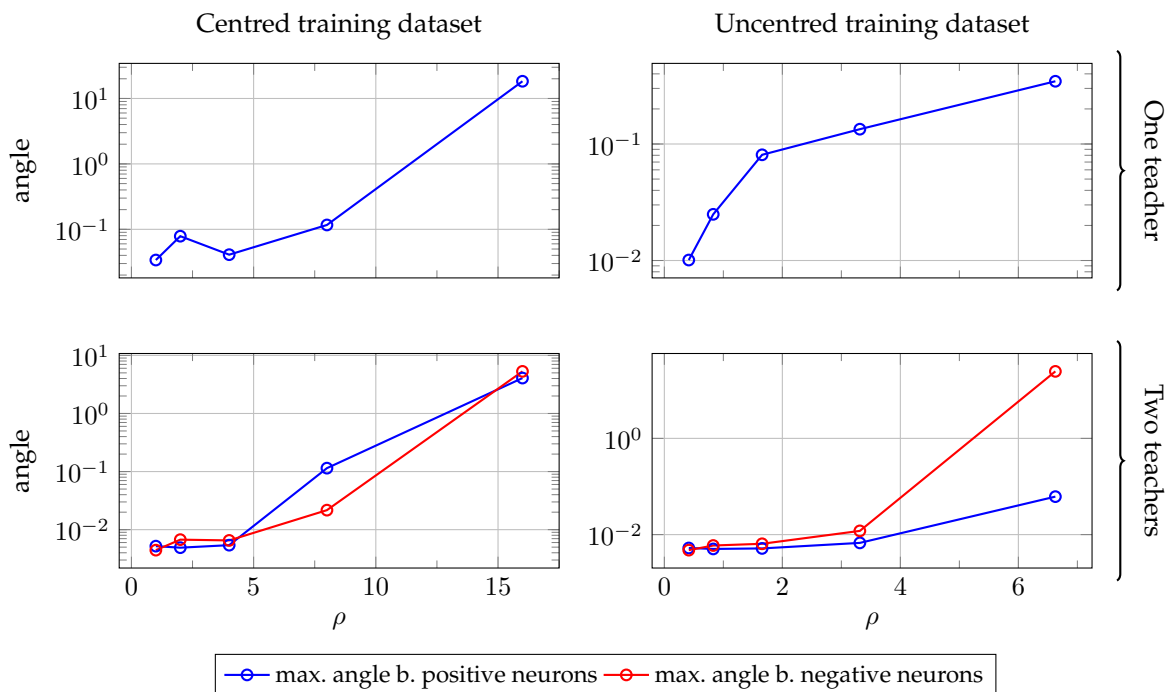 Centred training dataset
Uncentred training dataset
angle
10^1
10^0
10^{-1}
10^{-1}
10^{-2}
One teacher
angle
10^1
10^0
10^{-1}
10^{-2}
0 5 10 15
ρ
10^0
10^{-2}
0 2 4 6
ρ
Two teachers
max. angle b. positive neurons
max. angle b. negative neurons